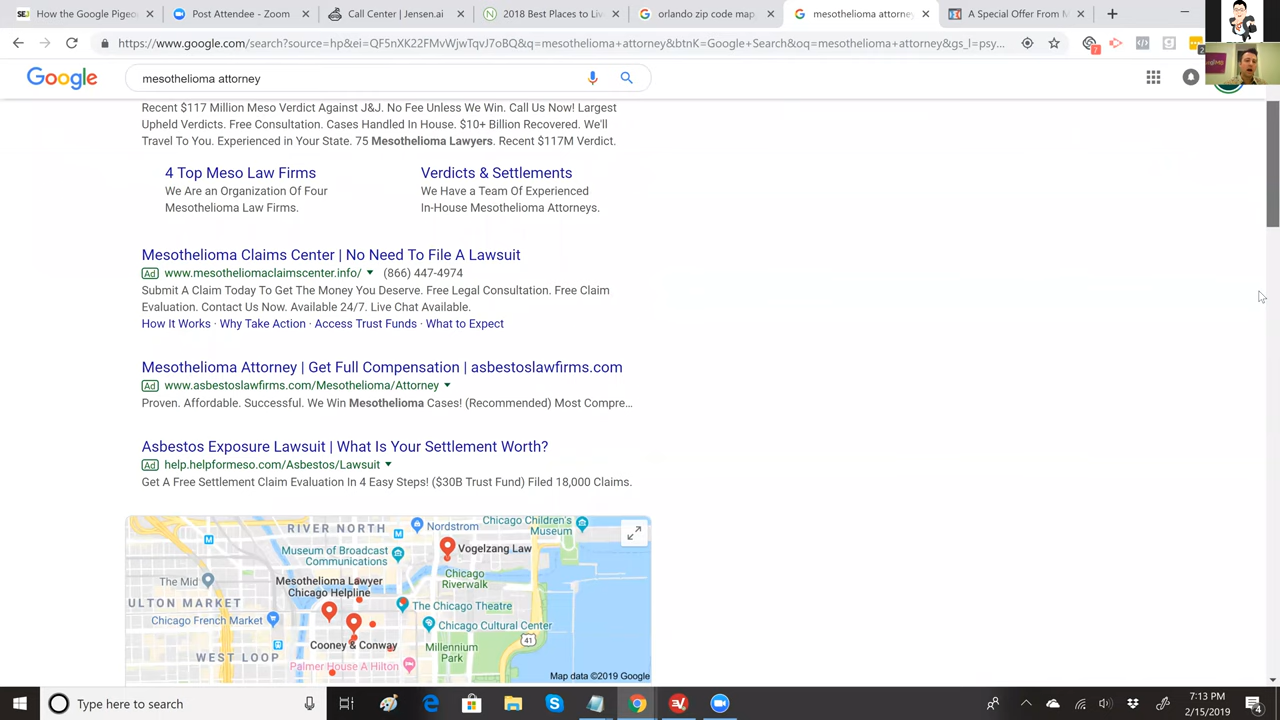 How the Google Pigeo
Post Attendee - Zoom
Call Center | Jensen.ai
2018 Best Places to Liv
orlando zip code map
mesothelioma attorney
A Special Offer From M
https://www.google.com/search?source=hp&ei=QF5nXK22FMvWjwTqvJ7
q=mesothelioma+attorney&btnK=Google+Search&oq=mesothelioma+attorney&gs_l=psy...
7
2
Google
mesothelioma attorney
Recent $117 Million Meso Verdict Against J&J. No Fee Unless We Win. Call Us Now! Largest
Upheld Verdicts. Free Consultation. Cases Handled In House. $10+ Billion Recovered. We'll
Travel To You. Experienced in Your State. 75 Mesothelioma Lawyers. Recent $117M Verdict.
4 Top Meso Law Firms
We Are an Organization Of Four
Mesothelioma Law Firms.
Verdicts & Settlements
We Have a Team Of Experienced
In-House Mesothelioma Attorneys.
Mesothelioma Claims Center | No Need To File A Lawsuit
Ad www.mesotheliomaclaimscenter.info/ (866) 447-4974
Submit A Claim Today To Get The Money You Deserve. Free Legal Consultation. Free Claim
Evaluation. Contact Us Now. Available 24/7. Live Chat Available.
How It Works · Why Take Action · Access Trust Funds · What to Expect
Mesothelioma Attorney | Get Full Compensation | asbestoslawfirms.com
Ad www.asbestoslawfirms.com/Mesothelioma/Attorney
Proven. Affordable. Successful. We Win Mesothelioma Cases! (Recommended) Most Compre...
Asbestos Exposure Lawsuit | What Is Your Settlement Worth?
Ad help.helpformeso.com/Asbestos/Lawsuit
Get A Free Settlement Claim Evaluation In 4 Easy Steps! ($30B Trust Fund) Filed 18,000 Claims.
RIVER NORTH
Nordstrom
Chicago Children's
Museum
Museum of Broadcast
Communications
Vogelzang Law
The Mid
Mesothelioma Lawyer
Chicago Helpline
Chicago
Riverwalk
ULTON MARKET
The Chicago Theatre
Chicago French Market
Chicago Cultural Center
Cooney & Conway
Millennium
Park
41
WEST LOOP
Palmer House A Hilton
Map data ©2019 Google
Type here to search
7:13 PM
2/15/2019
4